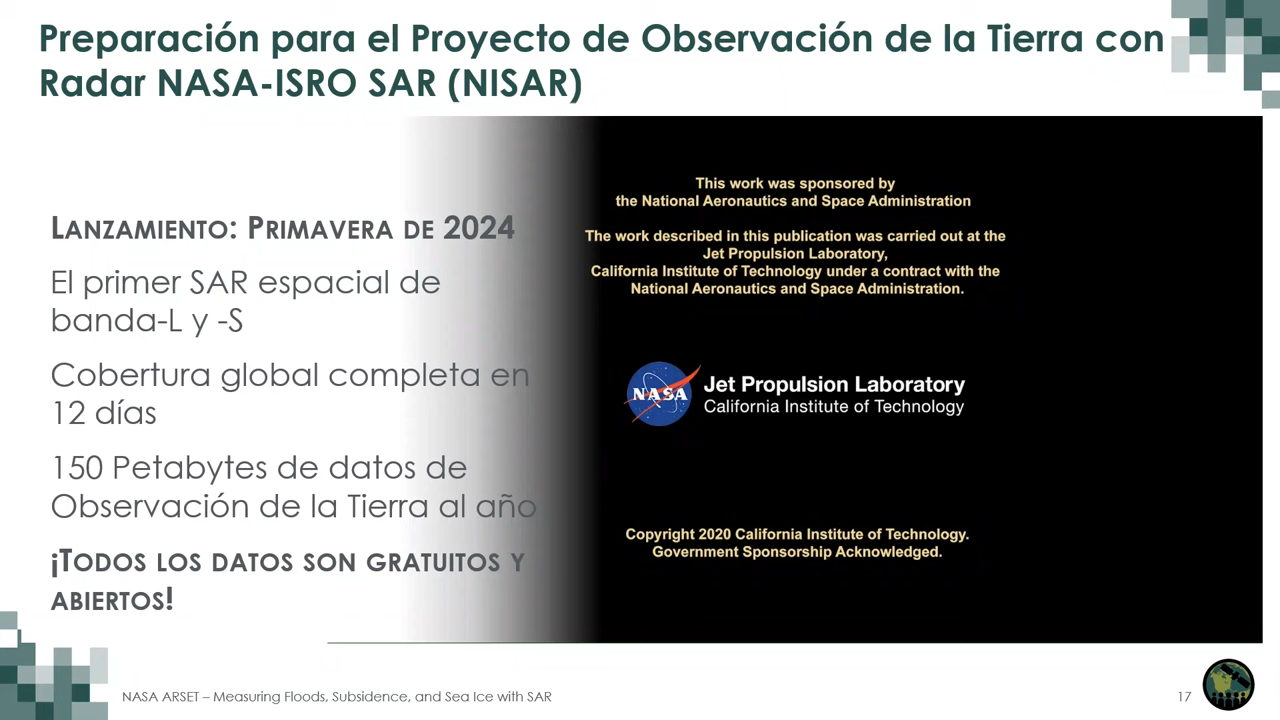 Preparación para el Proyecto de Observación de la Tierra con
Radar NASA-ISRO SAR (NISAR)
LANZAMIENTO: PRIMAVERA DE 2024
El primer SAR espacial de
banda-L y -S
Cobertura global completa en
12 días
150 Petabytes de datos de
Observación de la Tierra al año
¡TODOS LOS DATOS SON GRATUITOS Y
ABIERTOS!
This work was sponsored by
the National Aeronautics and Space Administration
The work described in this publication was carried out at the
Jet Propulsion Laboratory,
California Institute of Technology under a contract with the
National Aeronautics and Space Administration.
NASA
Jet Propulsion Laboratory
California Institute of Technology
Copyright 2020 California Institute of Technology.
Government Sponsorship Acknowledged.
NASA ARSET – Measuring Floods, Subsidence, and Sea Ice with SAR
17